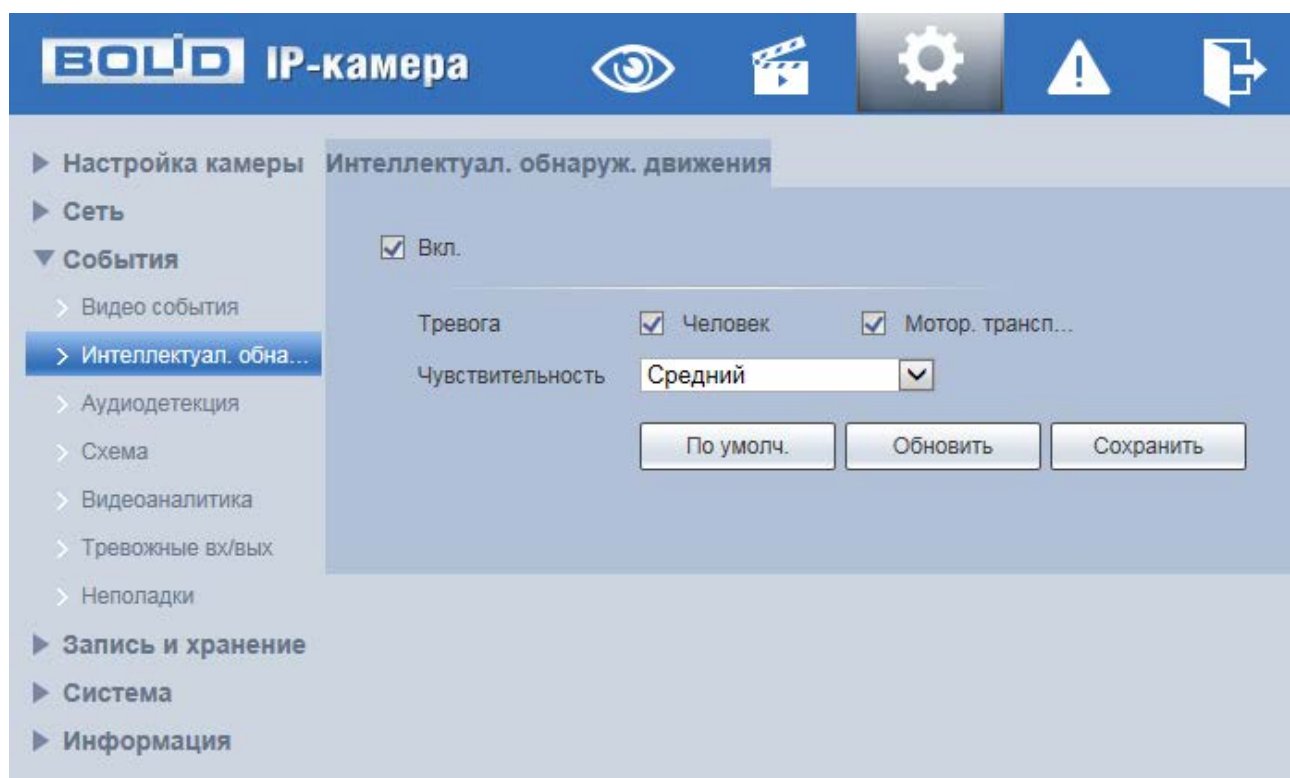 BOLID IP-камера
Настройка камеры
Интеллектуал. обнаруж. движения
Сеть
События
Вкл.
Видео события
Тревога Человек Мотор. трансп...
Интеллектуал. обна...
Чувствительность Средний
Аудиодетекция
По умолч. Обновить Сохранить
Схема
Видеоаналитика
Тревожные вх/вых
Неполадки
Запись и хранение
Система
Информация